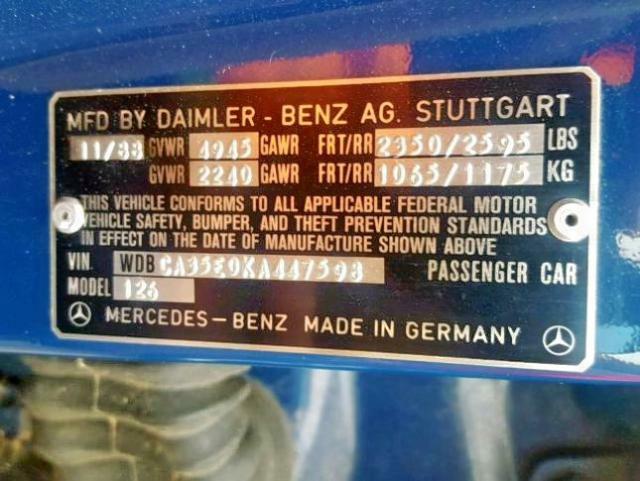 MFD BY DAIMLER - BENZ AG. STUTTGART
11/88 GVWR 4945 GAWR FRT/RR 2350/2595 LBS
GVWR 2240 GAWR FRT/RR 1065/1175 KG
THIS VEHICLE CONFORMS TO ALL APPLICABLE FEDERAL MOTOR
VEHICLE SAFETY, BUMPER, AND THEFT PREVENTION STANDARDS
IN EFFECT ON THE DATE OF MANUFACTURE SHOWN ABOVE
VIN WDBCA35E0KA447593 PASSENGER CAR
MODEL 126
MERCEDES-BENZ MADE IN GERMANY